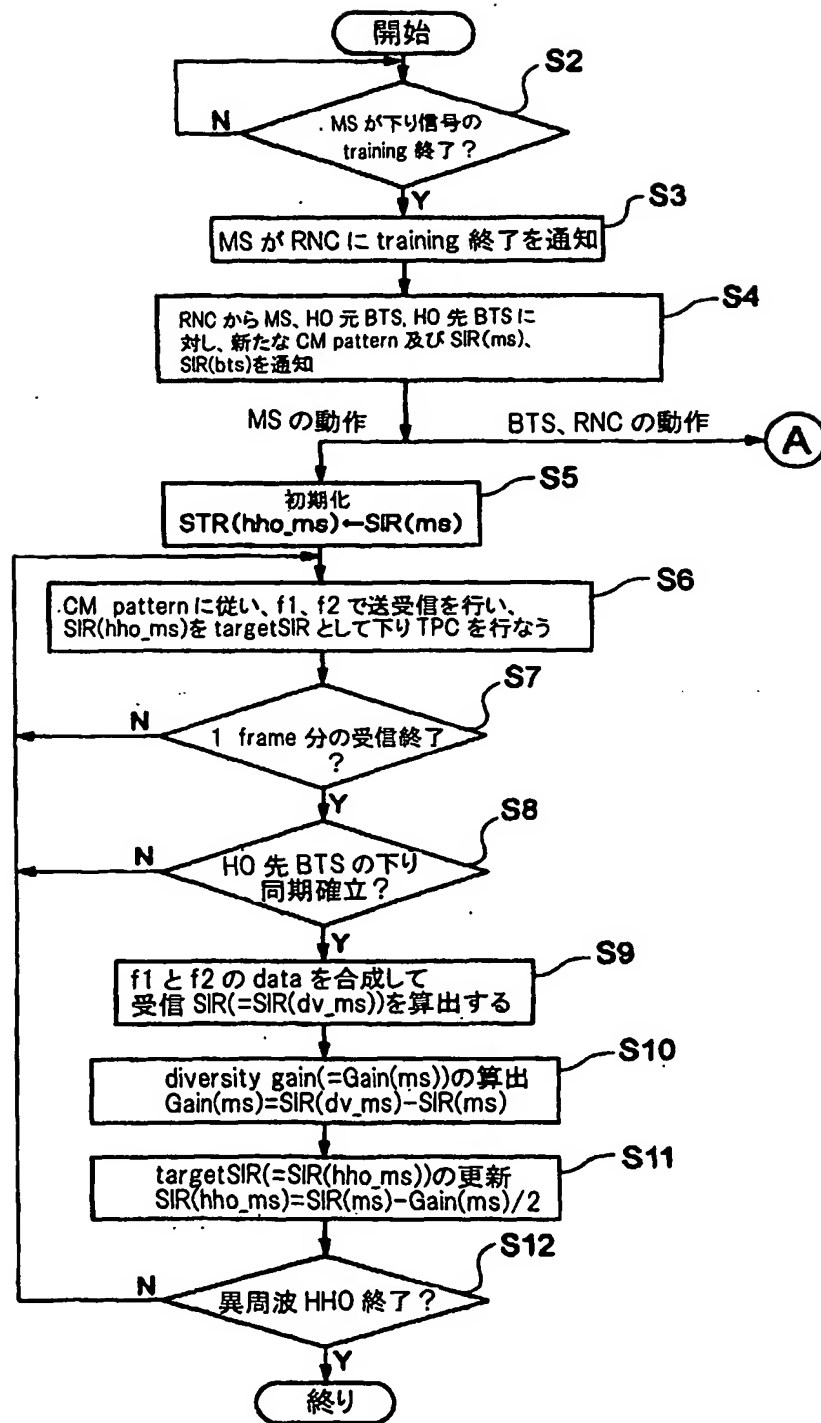 開始
S2
N
MSが下り信号の
training 終了？
Y
S3
MS が RNC に training 終了を通知
S4
RNC から MS、HO 元 BTS, HO 先 BTS に
対し、新たな CM pattern 及び SIR(ms)、
SIR(bts)を通知
MS の動作
BTS、RNC の動作
A
S5
初期化
STR(hho_ms)←SIR(ms)
S6
CM pattern に従い、f1、f2 で送受信を行い、
SIR(hho_ms)を targetSIR として下り TPC を行なう
S7
N
1 frame 分の受信終了
？
Y
S8
N
HO 先 BTS の下り
同期確立？
Y
S9
f1 と f2 の data を合成して
受信 SIR(=SIR(dv_ms))を算出する
S10
diversity gain(=Gain(ms))の算出
Gain(ms)=SIR(dv_ms)-SIR(ms)
S11
targetSIR(=SIR(hho_ms))の更新
SIR(hho_ms)=SIR(ms)-Gain(ms)/2
S12
N
異周波 HHO 終了？
Y
終り